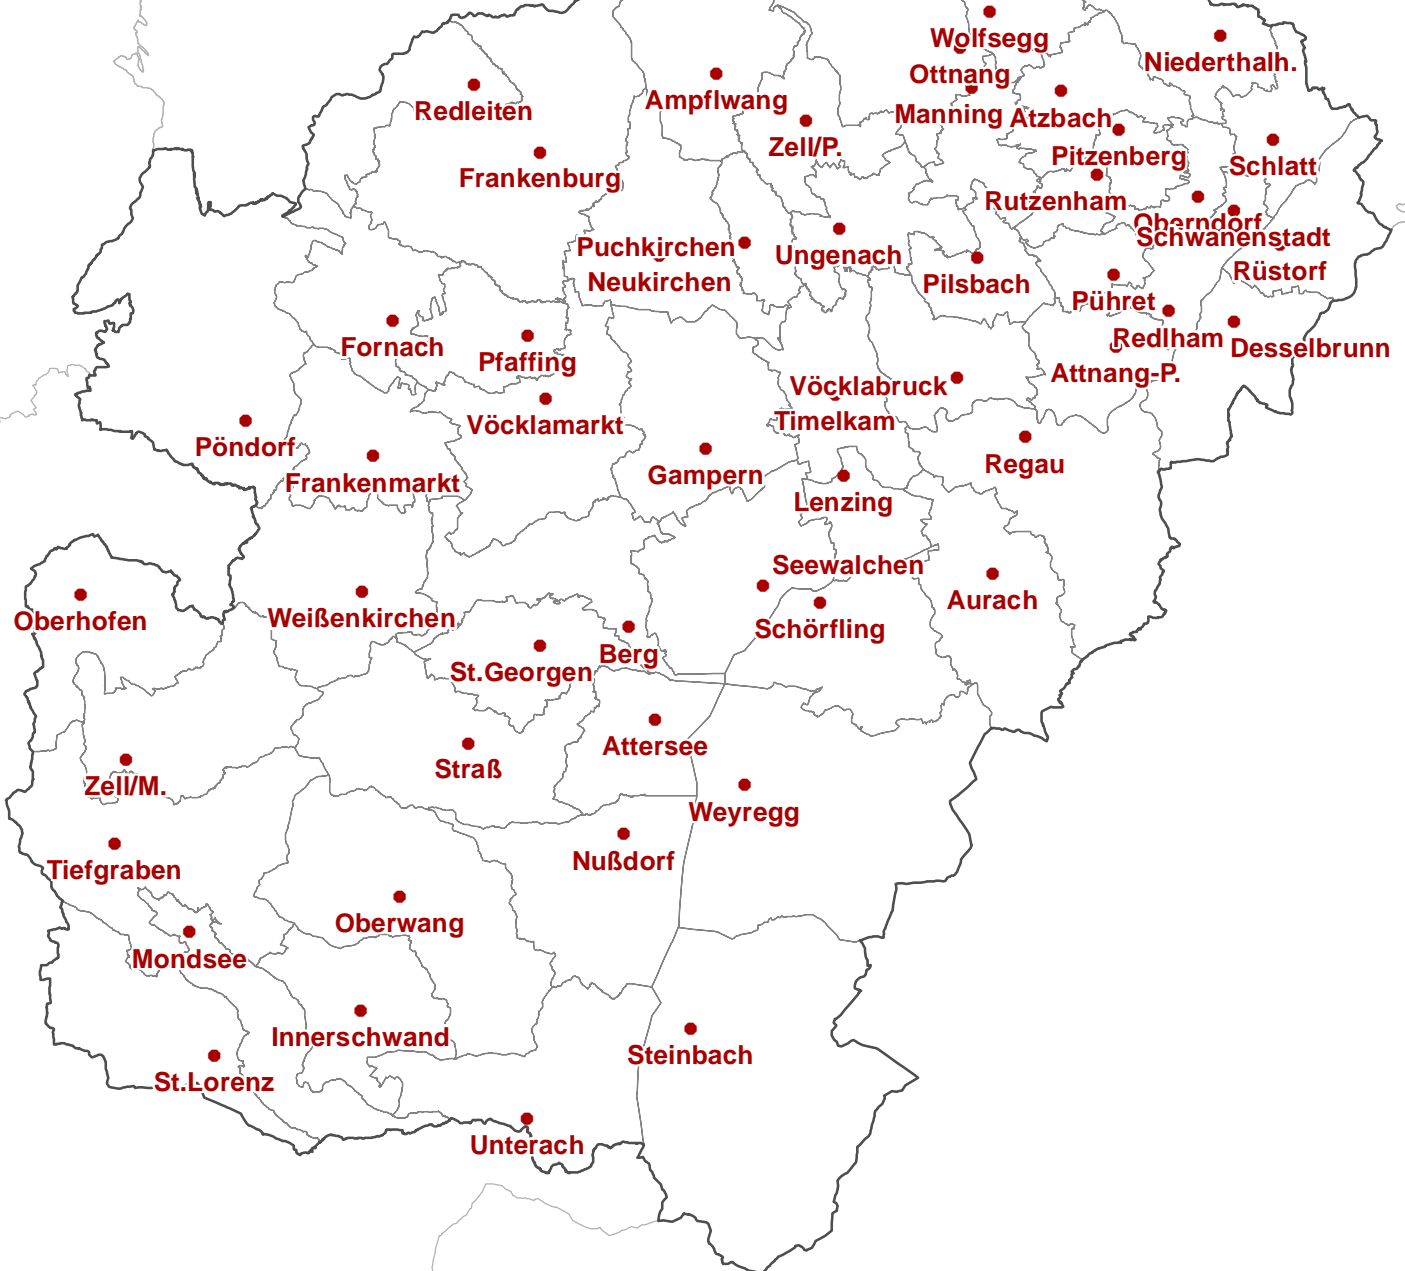 Wolfsegg
Niederthalh.
Ottnang
Redleiten
Ampflwang
Manning
Atzbach
Zell/P.
Pitzenberg
Schlatt
Frankenburg
Rutzenham
Oberndorf
Schwanenstadt
Puchkirchen
Ungenach
Rüstorf
Neukirchen
Pilsbach
Pühret
Redlham
Fornach
Desselbrunn
Pfaffing
Attnang-P.
Vöcklabruck
Timelkam
Vöcklamarkt
Pöndorf
Regau
Gampern
Frankenmarkt
Lenzing
Seewalchen
Aurach
Oberhofen
Weißenkirchen
Schörfling
Berg
St.Georgen
Attersee
Straß
Zell/M.
Weyregg
Nußdorf
Tiefgraben
Oberwang
Mondsee
Innerschwand
Steinbach
St.Lorenz
Unterach